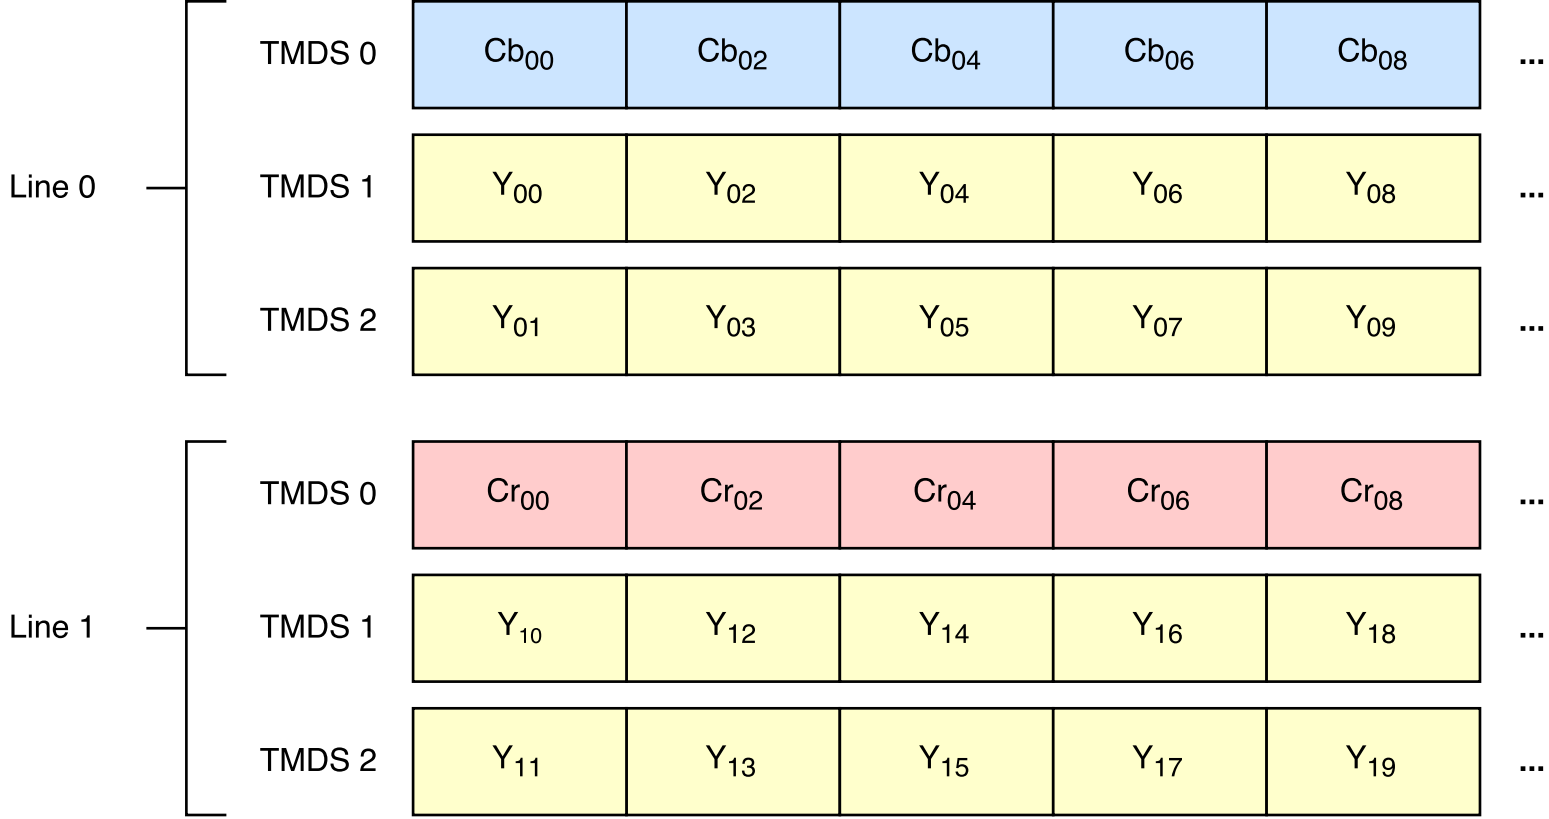 TMDS 0 Cb00 Cb02 Cb04 Cb06 Cb08 ...
Line 0 TMDS 1 Y00 Y02 Y04 Y06 Y08 ...
TMDS 2 Y01 Y03 Y05 Y07 Y09 ...
TMDS 0 Cr00 Cr02 Cr04 Cr06 Cr08 ...
Line 1 TMDS 1 Y10 Y12 Y14 Y16 Y18 ...
TMDS 2 Y11 Y13 Y15 Y17 Y19 ...